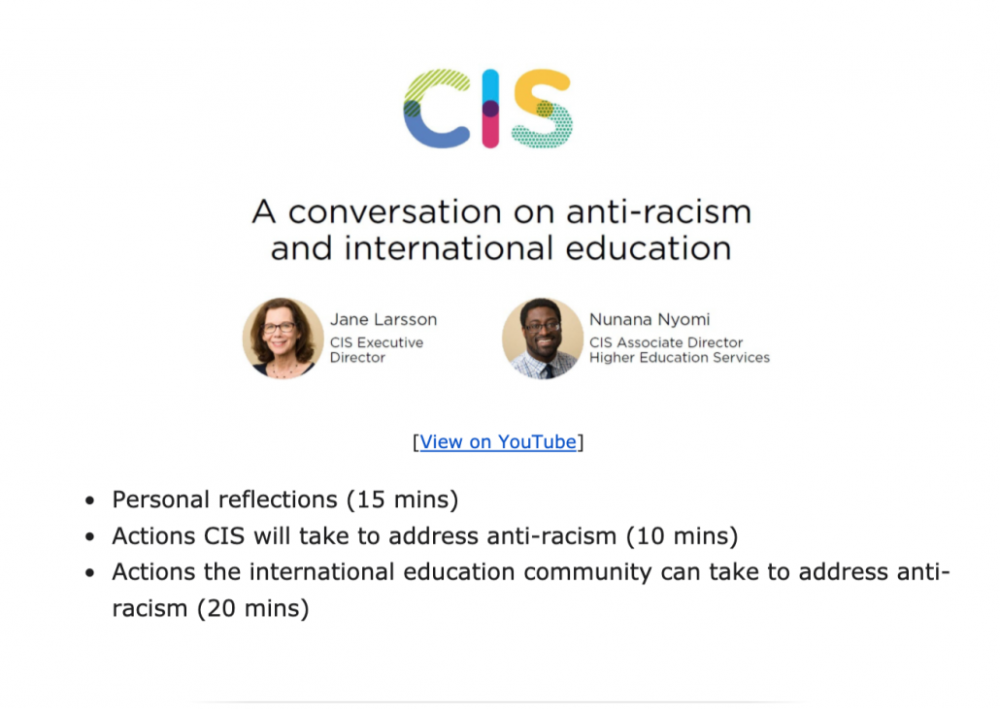 CIS
A conversation on anti-racism
and international education
Jane Larsson
CIS Executive
Director
Nunana Nyomi
CIS Associate Director
Higher Education Services
[View on YouTube]
• Personal reflections (15 mins)
• Actions CIS will take to address anti-racism (10 mins)
• Actions the international education community can take to address anti-
racism (20 mins)